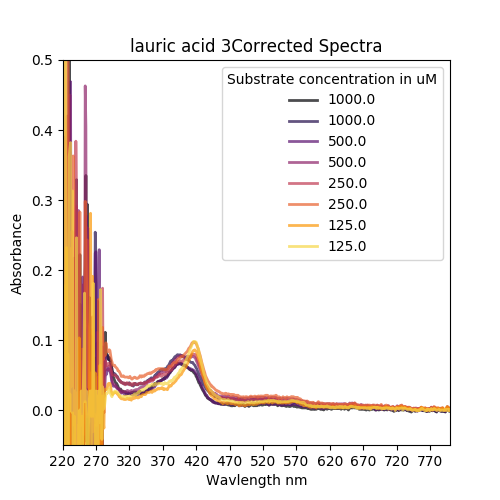 lauric acid 3Corrected Spectra
Substrate concentration in uM
1000.0
1000.0
500.0
500.0
250.0
250.0
125.0
125.0
0.5
0.4
0.3
0.2
0.1
0.0
Absorbance
220 270 320 370 420 470 520 570 620 670 720 770
Wavlength nm